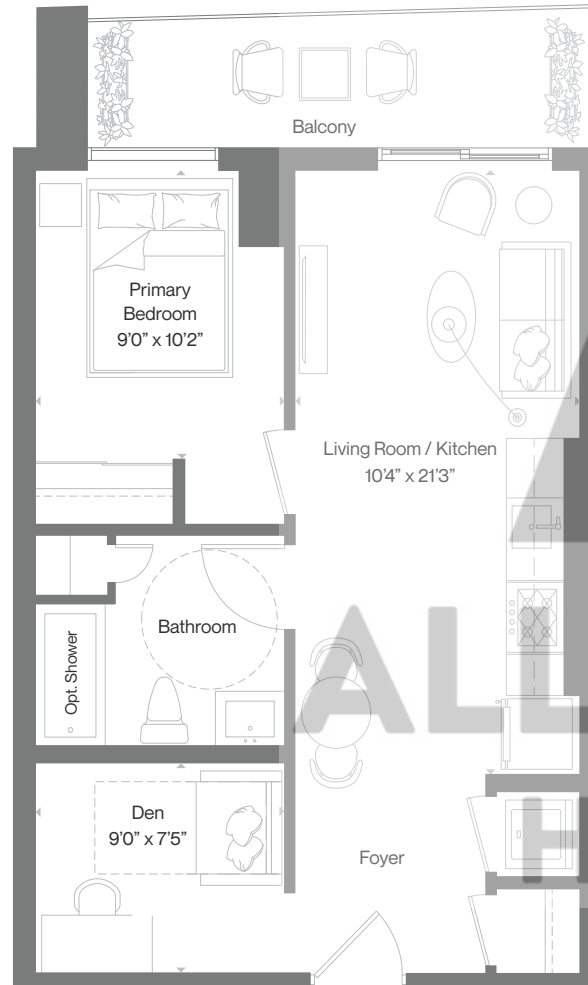 Balcony
Primary
Bedroom
9’0” x 10’2”
Living Room / Kitchen
10’4” x 21’3”
Bathroom
Opt. Shower
ALL
Den
9’0” x 7’5”
Foyer